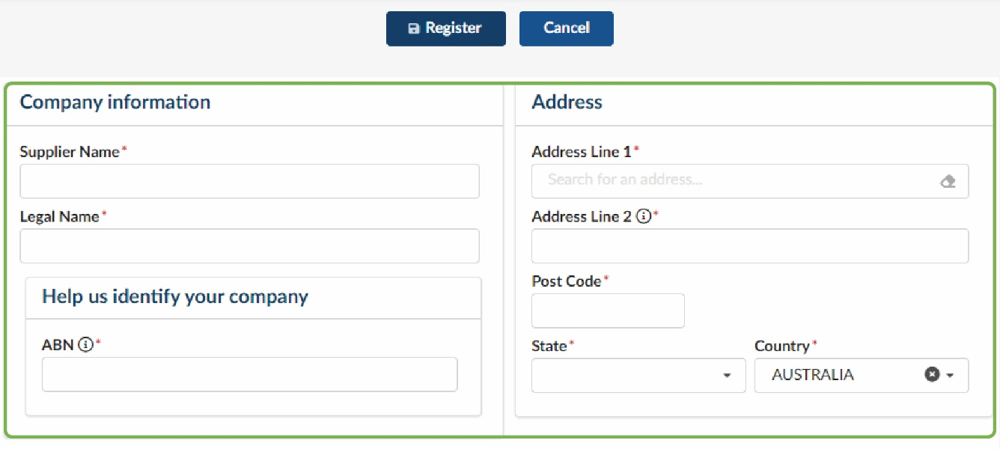 Register Cancel
Company information
Supplier Name*
Legal Name*
Help us identify your company
ABN *
Address
Address Line 1*
Search for an address...
Address Line 2 *
Post Code*
State* Country*
AUSTRALIA